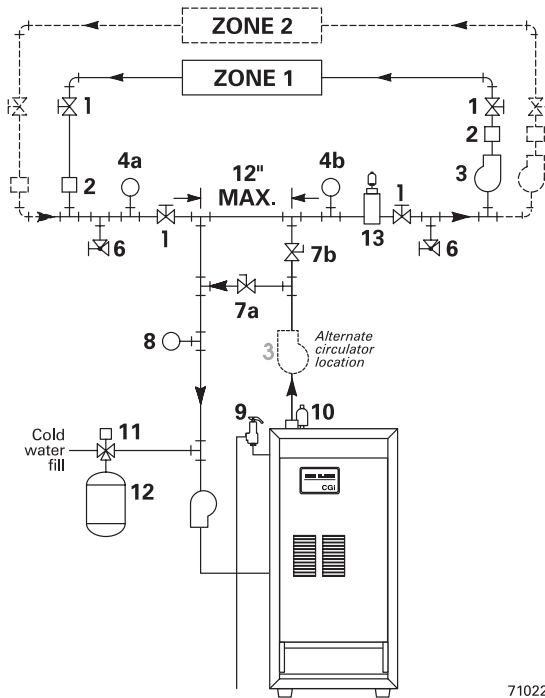 ZONE 2
ZONE 1
1
1
2
2
3
4a
12"
MAX.
4b
6
1
13
1
6
7b
7a
8
3
Alternate
circulator
location
9
10
Cold
water
fill
11
12
CGi
71022